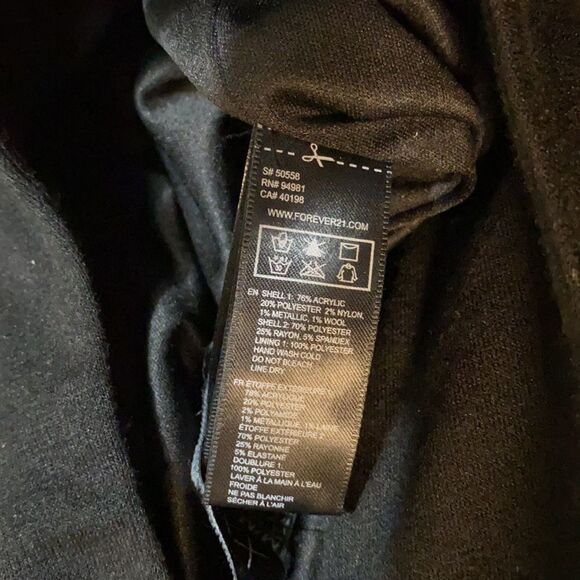 S# 50558
RN# 94981
CA# 40198
WWW.FOREVER21.COM
EN SHELL 1: 76% ACRYLIC
20% POLYESTER 2% NYLON,
1% METALLIC, 1% WOOL
SHELL 2: 70% POLYESTER
25% RAYON, 5% SPANDEX
LINING 1: 100% POLYESTER
HAND WASH COLD
DO NOT BLEACH
LINE DRY
FR ÉTOFFE EXTÉRIEURE 1
76% ACRYLIQUE
20% POLYESTER
2% POLYAMIDE
1% MÉTALLIQUE, 1% LAINE
ÉTOFFE EXTÉRIEURE 2
70% POLYESTER
25% RAYONNE
5% ELASTANE
DOUBLURE 1
100% POLYESTER
LAVER À LA MAIN À L'EAU
FROIDE
NE PAS BLANCHIR
SÉCHER À L'AIR